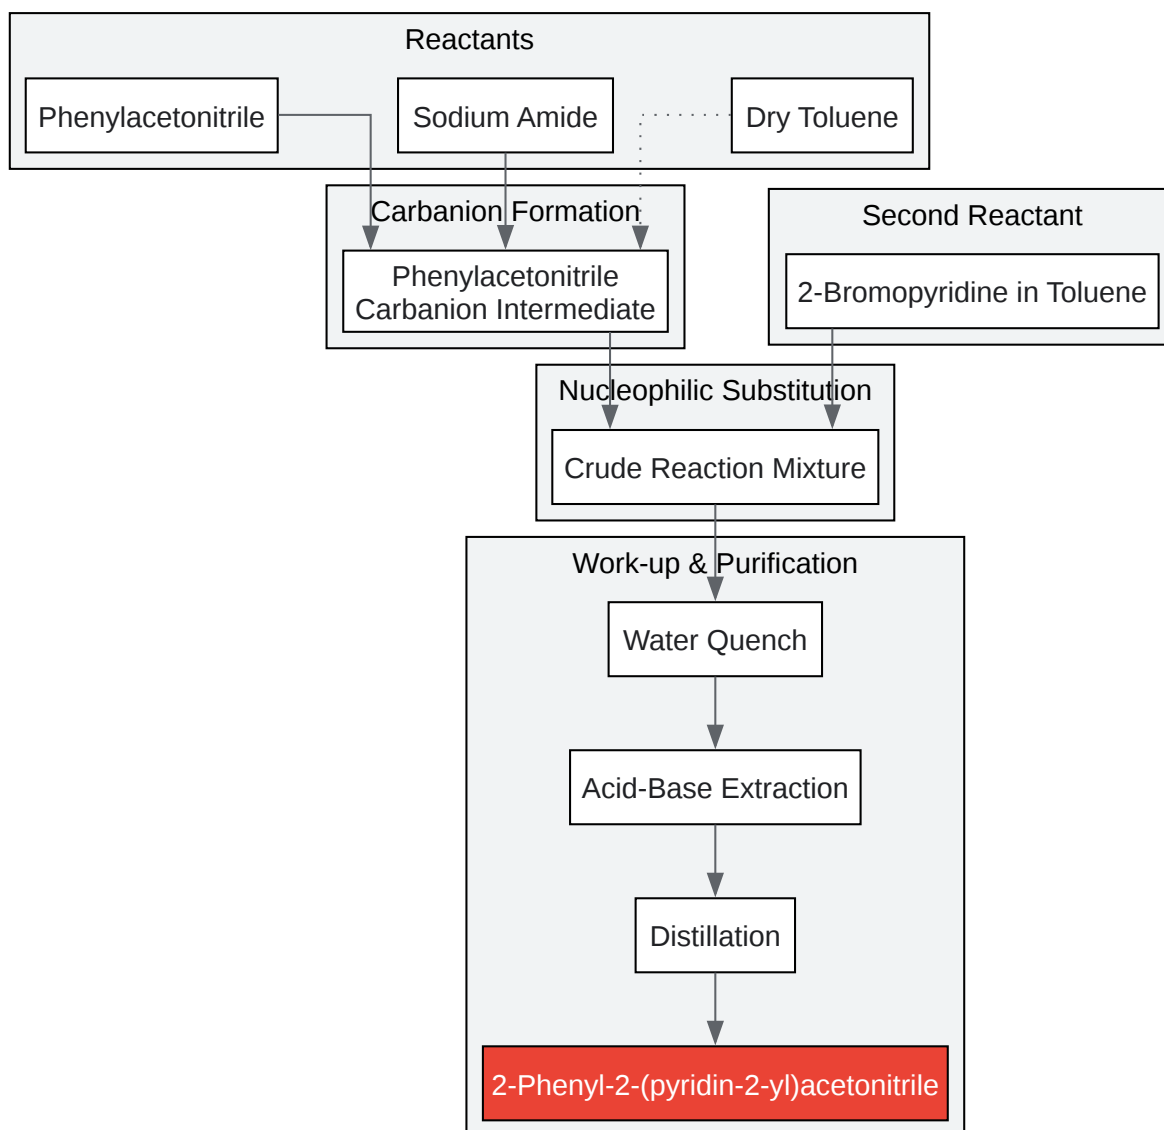 Reactants
Phenylacetonitrile
Sodium Amide
Dry Toluene
Carbanion Formation
Phenylacetonitrile
Carbanion Intermediate
Second Reactant
2-Bromopyridine in Toluene
Nucleophilic Substitution
Crude Reaction Mixture
Work-up & Purification
Water Quench
Acid-Base Extraction
Distillation
2-Phenyl-2-(pyridin-2-yl)acetonitrile